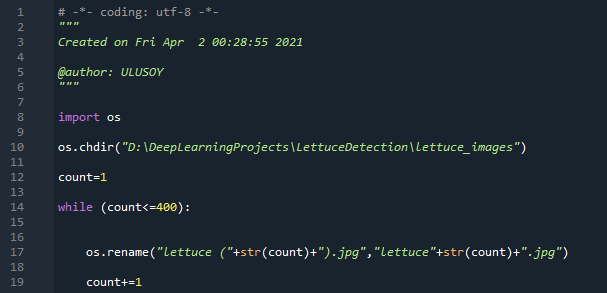 1 # -*- coding: utf-8 -*-
2 """
3 Created on Fri Apr  2 00:28:55 2021
4
5 @author: ULUSOY
6 """
7
8 import os
9
10 os.chdir("D:\DeepLearningProjects\LettuceDetection\lettuce_images")
11
12 count=1
13
14 while (count<=400):
15
16
17     os.rename("lettuce ("+str(count)+").jpg","lettuce"+str(count)+".jpg")
18
19     count+=1